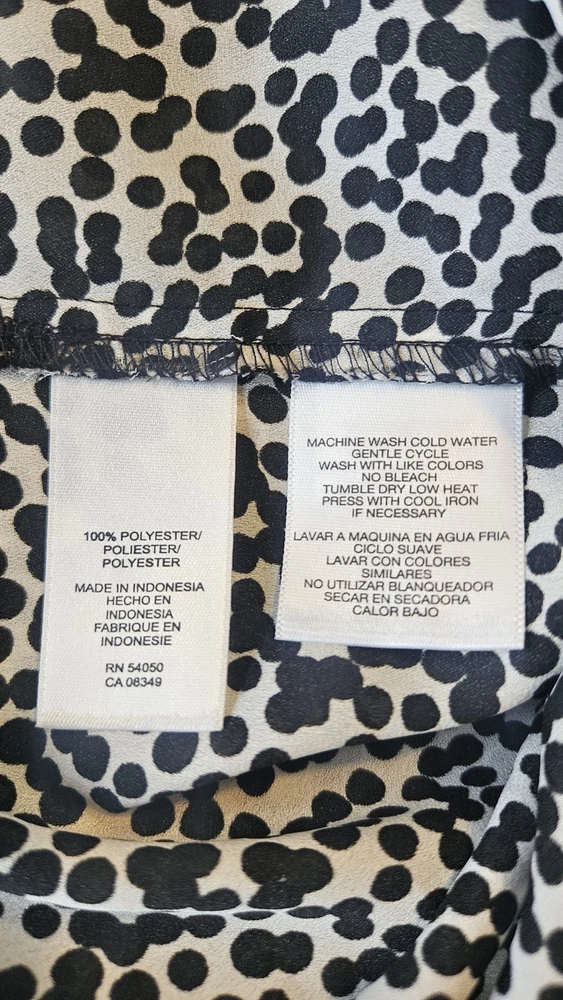 100% POLYESTER/
POLIESTER/
POLYESTER
MADE IN INDONESIA
HECHO EN
INDONESIA
FABRIQUE EN
INDONESIE
RN 54050
CA 08349
MACHINE WASH COLD WATER
GENTLE CYCLE
WASH WITH LIKE COLORS
NO BLEACH
TUMBLE DRY LOW HEAT
PRESS WITH COOL IRON
IF NECESSARY
LAVAR A MAQUINA EN AGUA FRIA
CICLO SUAVE
LAVAR CON COLORES
SIMILARES
NO UTILIZAR BLANQUEADOR
SECAR EN SECADORA
CALOR BAJO